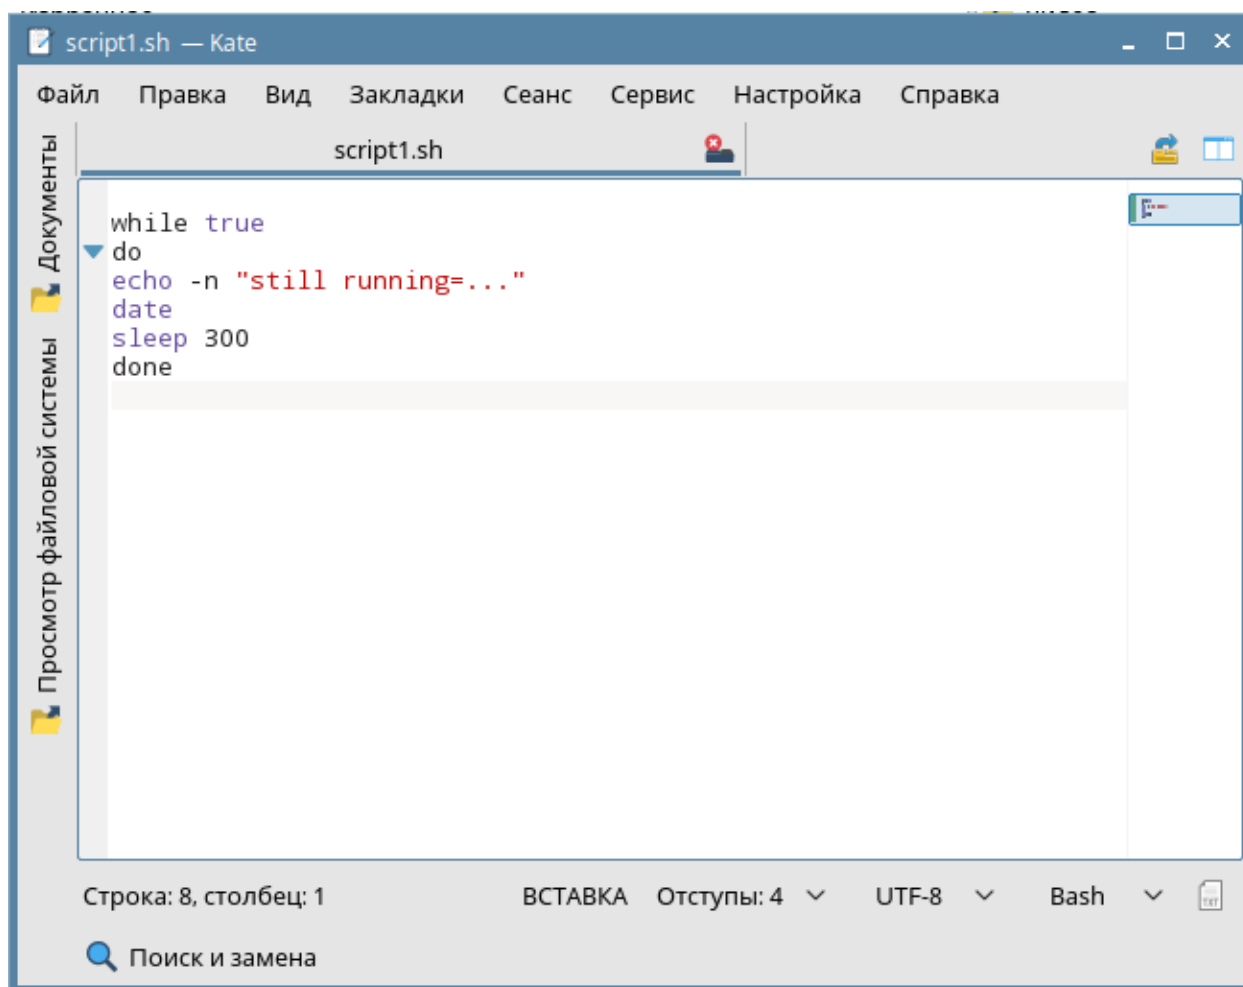 script1.sh — Kate
Файл Правка Вид Закладки Сеанс Сервис Настройка Справка
script1.sh
Документы
Просмотр файловой системы
while true
do
echo -n "still running=..."
date
sleep 300
done
Строка: 8, столбец: 1 ВСТАВКА Отступы: 4 UTF-8 Bash
Поиск и замена